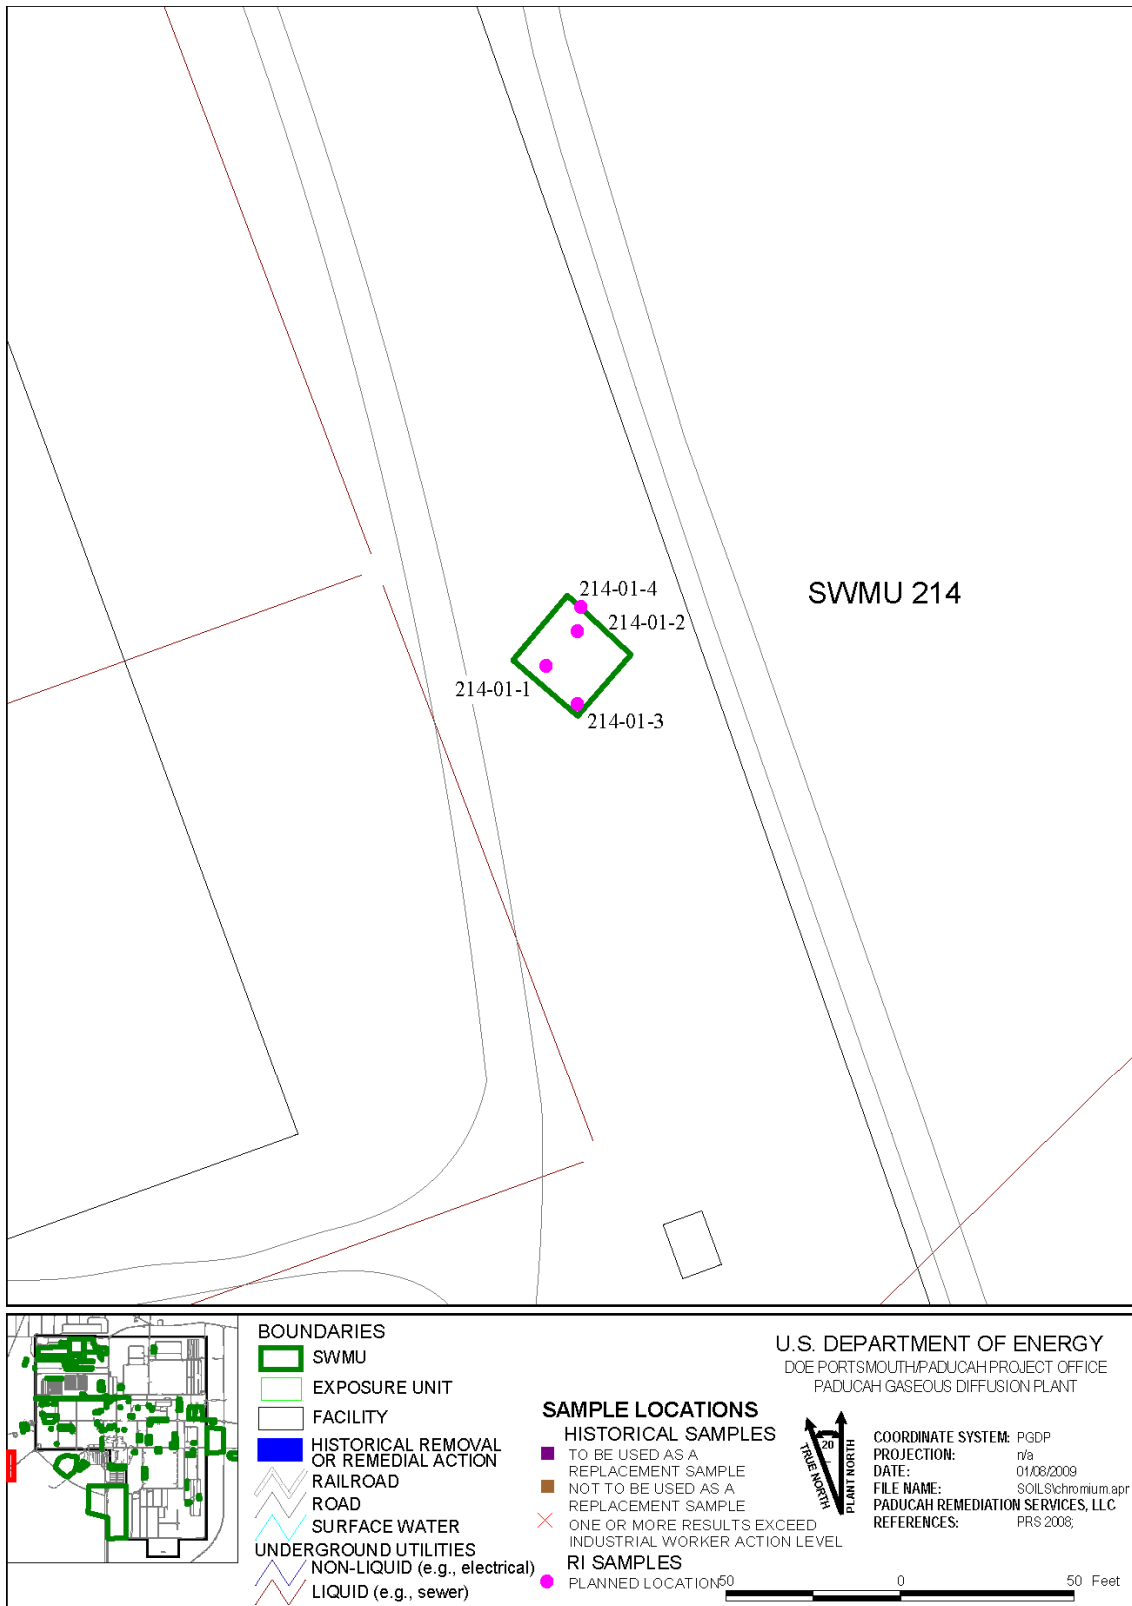 214-01-4
SWMU 214
214-01-2
214-01-1
214-01-3
BOUNDARIES
SWMU
EXPOSURE UNIT
FACILITY
HISTORICAL REMOVAL
OR REMEDIAL ACTION
RAILROAD
ROAD
SURFACE WATER
UNDERGROUND UTILITIES
NON-LIQUID (e.g., electrical)
LIQUID (e.g., sewer)
SAMPLE LOCATIONS
HISTORICAL SAMPLES
TO BE USED AS A
REPLACEMENT SAMPLE
NOT TO BE USED AS A
REPLACEMENT SAMPLE
ONE OR MORE RESULTS EXCEED
INDUSTRIAL WORKER ACTION LEVEL
RI SAMPLES
PLANNED LOCATION
U.S. DEPARTMENT OF ENERGY
DOE PORTSMOUTH/PADUCAH PROJECT OFFICE
PADUCAH GASEOUS DIFFUSION PLANT
20
TRUE NORTH
PLANT NORTH
COORDINATE SYSTEM: PGDP
PROJECTION: n/a
DATE: 01/08/2009
FILE NAME: SOILS\chromium.apr
PADUCAH REMEDIATION SERVICES, LLC
REFERENCES: PRS 2008;
50 0 50 Feet